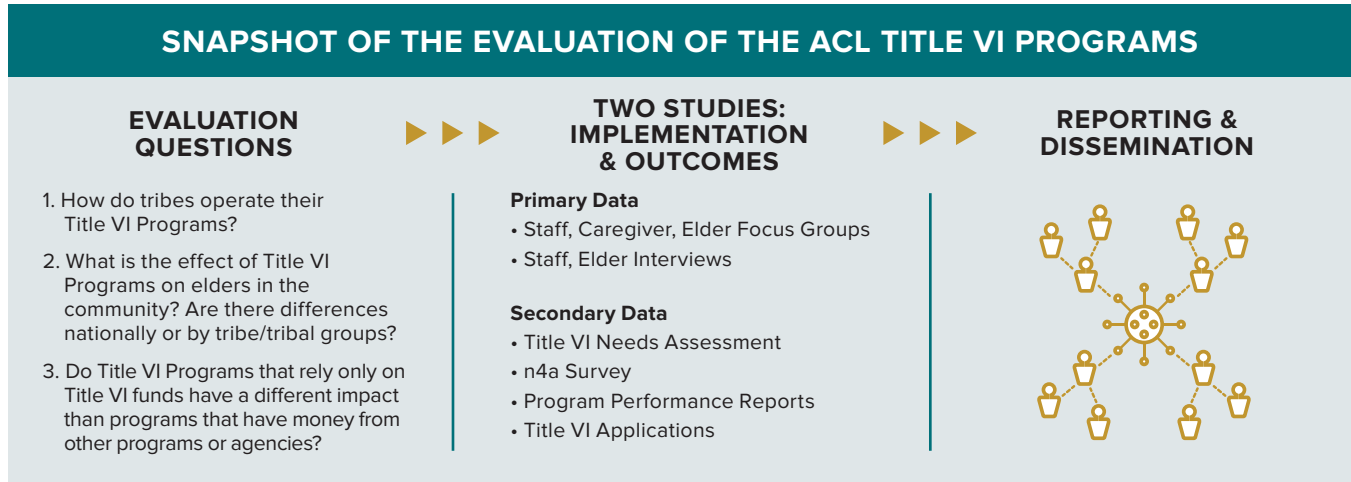 SNAPSHOT OF THE EVALUATION OF THE ACL TITLE VI PROGRAMS
EVALUATION
QUESTIONS
1. How do tribes operate their
Title VI Programs?
2. What is the effect of Title VI
Programs on elders in the
community? Are there differences
nationally or by tribe/tribal groups?
3. Do Title VI Programs that rely only on
Title VI funds have a different impact
than programs that have money from
other programs or agencies?
TWO STUDIES:
IMPLEMENTATION
& OUTCOMES
Primary Data
• Staff, Caregiver, Elder Focus Groups
• Staff, Elder Interviews
Secondary Data
• Title VI Needs Assessment
• n4a Survey
• Program Performance Reports
• Title VI Applications
REPORTING &
DISSEMINATION